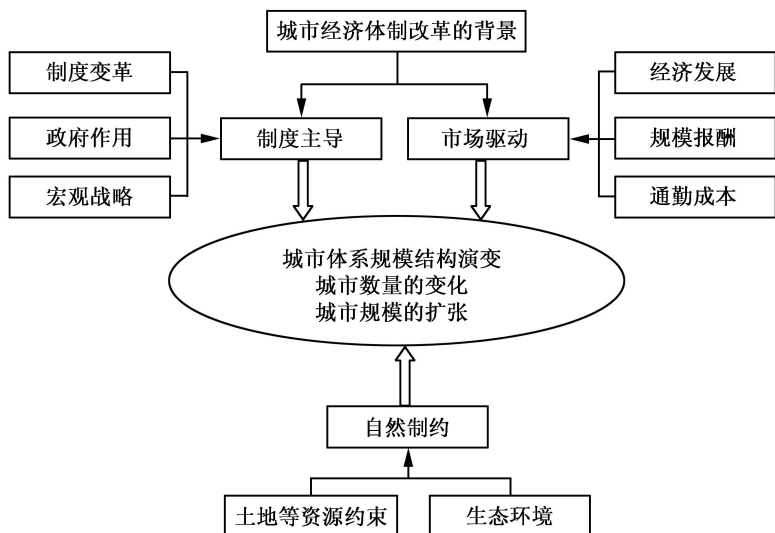 城市经济体制改革的背景
制度变革
经济发展
政府作用
制度主导
市场驱动
规模报酬
宏观战略
通勤成本
城市体系规模结构演变
城市数量的变化
城市规模的扩张
自然制约
土地等资源约束
生态环境